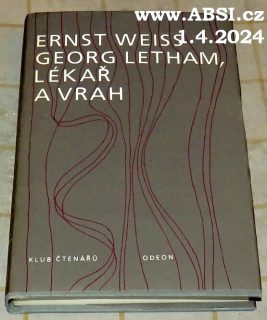 www.ABSI.cz
1.4.2024
ERNST WEISS
GEORG LETHAM,
LÉKAŘ
A VRAH
KLUB ČTENÁŘŮ ODEON